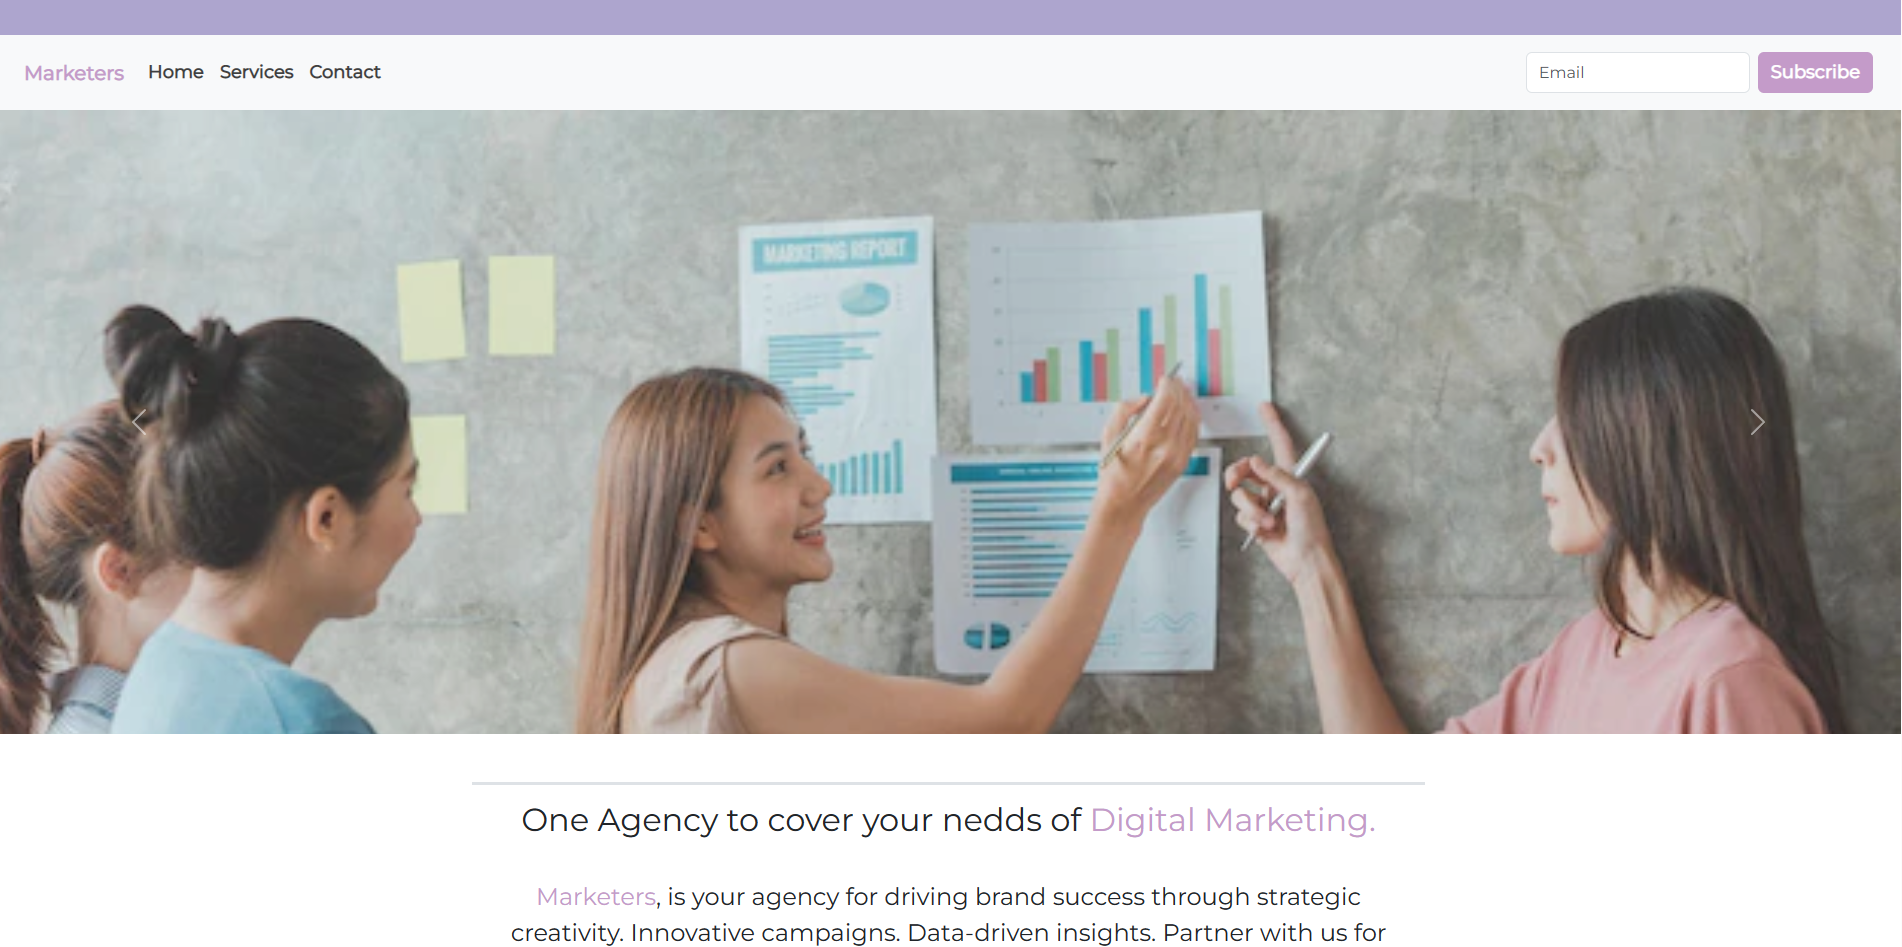 Marketers Home Services Contact Email Subscribe
MARKETING REPORT
One Agency to cover your nedds of Digital Marketing.
Marketers, is your agency for driving brand success through strategic
creativity. Innovative campaigns. Data-driven insights. Partner with us for